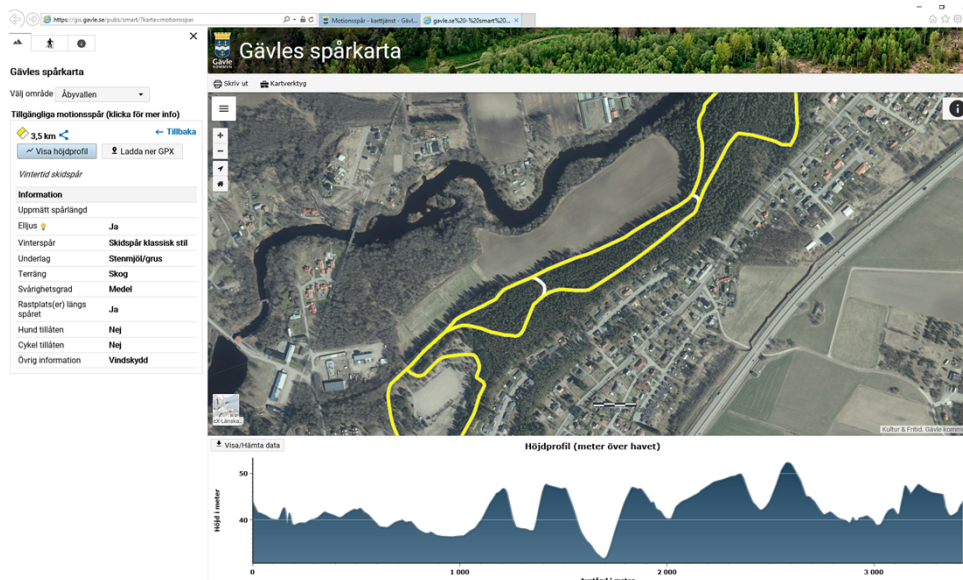 https://gis.gavle.se/pubs/smart/?karta=motionsspar
Motionsspår - karttjänst - Gävl...
gavle.se%20-%20smart%20...
Gävles spårkarta
Välj område Åbyvallen
Tillgängliga motionsspår (klicka för mer info)
3,5 km
← Tillbaka
Visa höjdprofil
Ladda ner GPX
Vintertid skidspår
Information
Uppmätt spårlängd
Elljus Ja
Vinterspår Skidspår klassisk stil
Underlag Stenmjöl/grus
Terräng Skog
Svårighetsgrad Medel
Rastplats(er) längs
spåret Ja
Hund tillåten Nej
Cykel tillåten Nej
Övrig information Vindskydd
Gävle
KOMMUN
Gävles spårkarta
Skriv ut
Kartverktyg
Kultur & Fritid. Gävle kommun
Visa/Hämta data
Höjdprofil (meter över havet)
Höjd i meter
50
40
0
1 000
2 000
3 000
Avstånd i meter